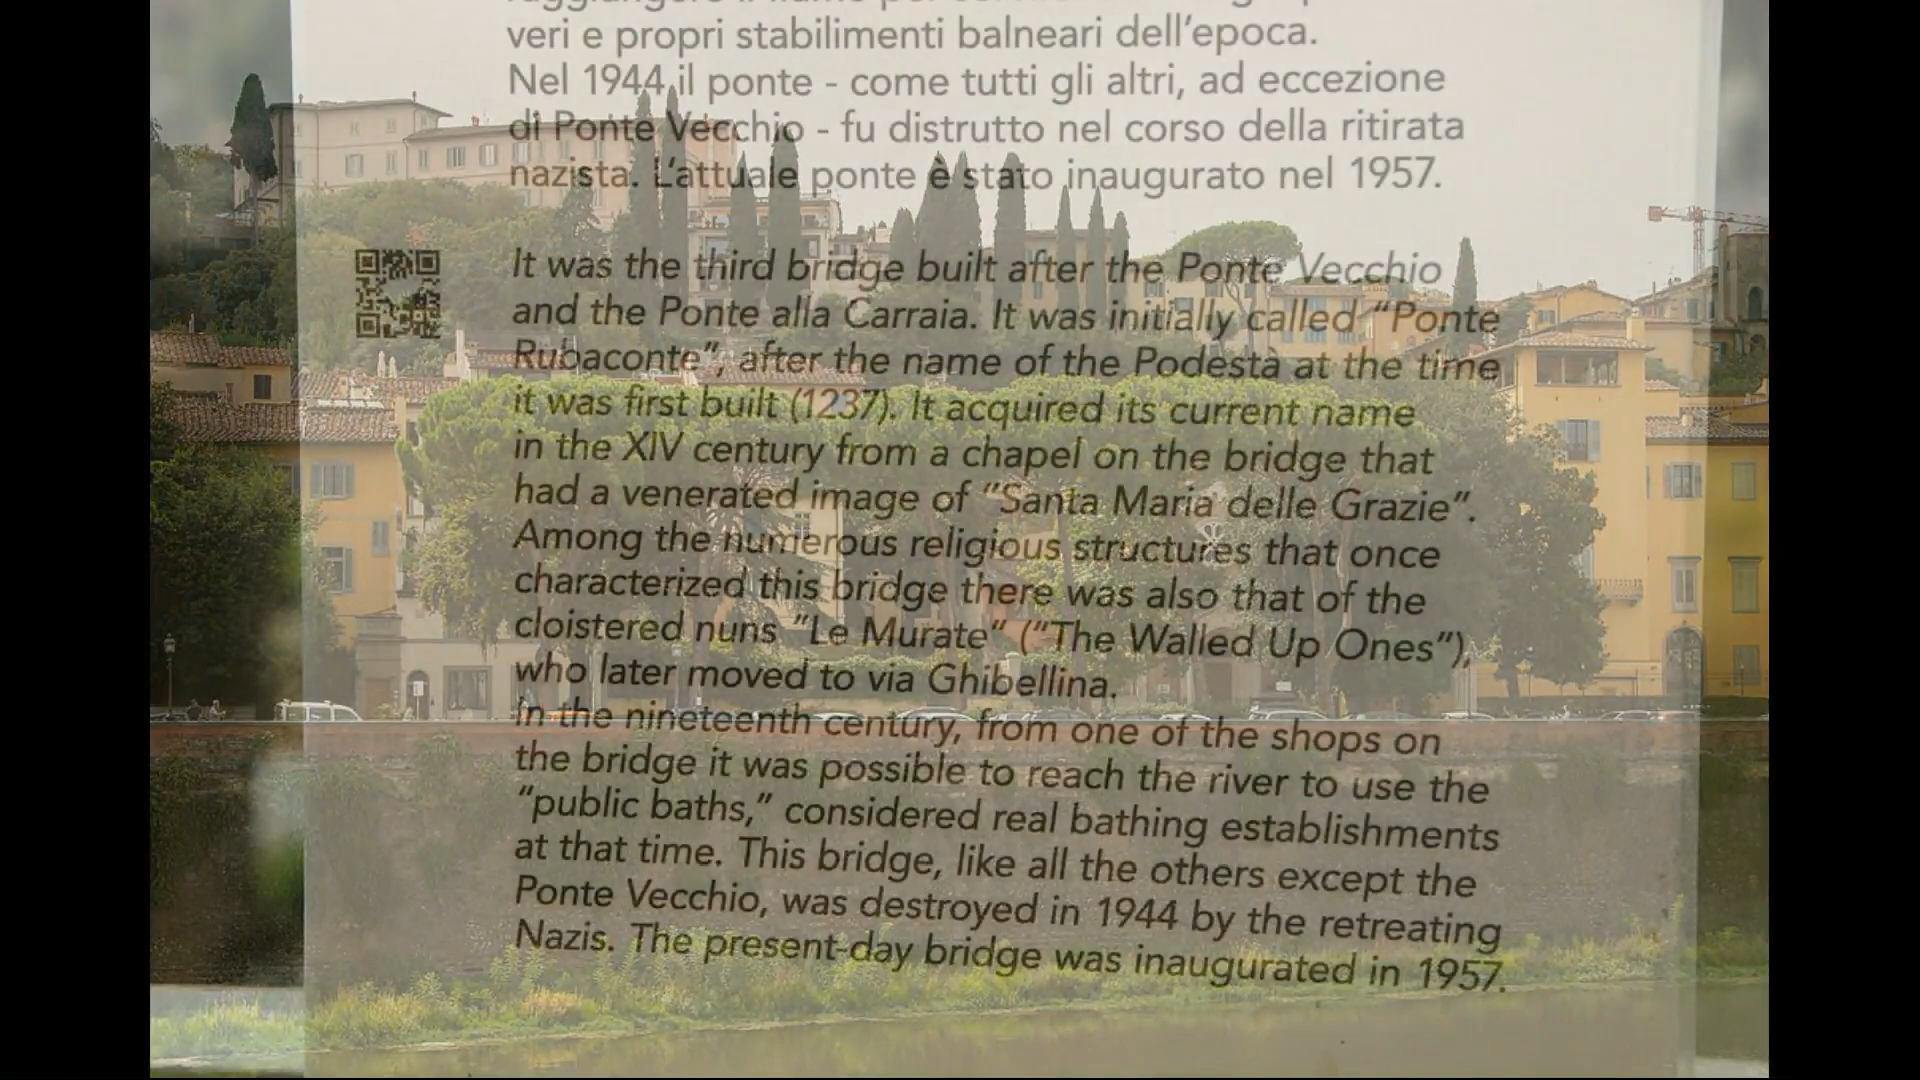 veri e propri stabilimenti balneari dell'epoca.
Nel 1944 il ponte - come tutti gli altri, ad eccezione
di Ponte Vecchio - fu distrutto nel corso della ritirata
nazista. L'attuale ponte è stato inaugurato nel 1957.
It was the third bridge built after the Ponte Vecchio
and the Ponte alla Carraia. It was initially called "Ponte
Rubaconte", after the name of the Podestà at the time
it was first built (1237). It acquired its current name
in the XIV century from a chapel on the bridge that
had a venerated image of "Santa Maria delle Grazie".
Among the numerous religious structures that once
characterized this bridge there was also that of the
cloistered nuns "Le Murate" ("The Walled Up Ones"),
who later moved to via Ghibellina.
In the nineteenth century, from one of the shops on
the bridge it was possible to reach the river to use the
"public baths," considered real bathing establishments
at that time. This bridge, like all the others except the
Ponte Vecchio, was destroyed in 1944 by the retreating
Nazis. The present-day bridge was inaugurated in 1957.